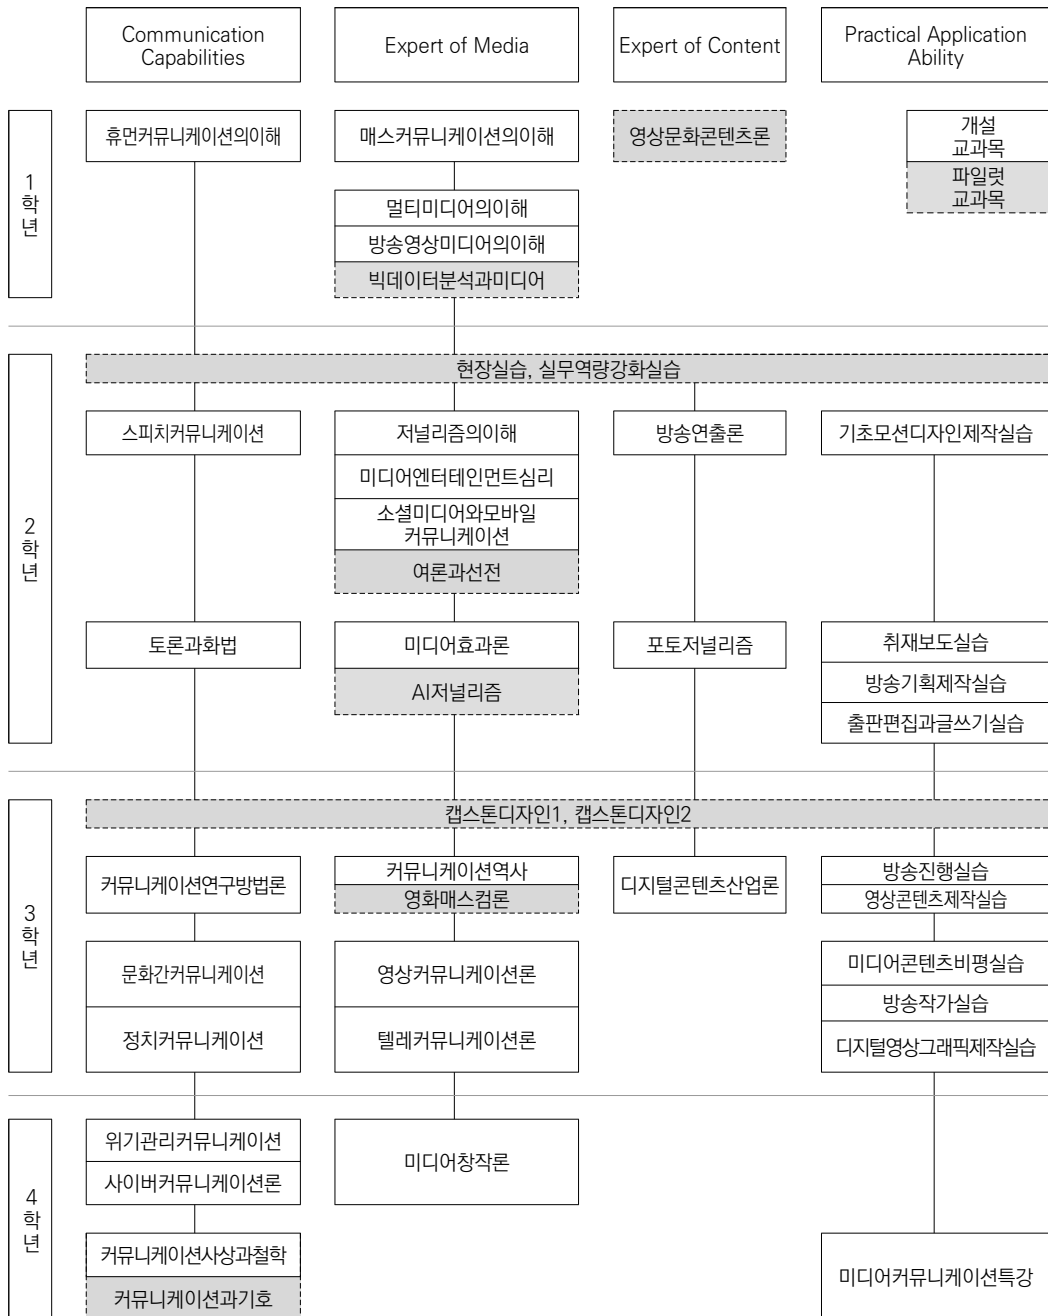 Communication
Capabilities
Expert of Media
Expert of Content
Practical Application
Ability
1
학
년
휴먼커뮤니케이션의이해
매스커뮤니케이션의이해
영상문화콘텐츠론
개설
교과목
파일럿
교과목
멀티미디어의이해
방송영상미디어의이해
빅데이터분석과미디어
2
학
년
현장실습, 실무역량강화실습
스피치커뮤니케이션
저널리즘의이해
방송연출론
기초모션디자인제작실습
미디어엔터테인먼트심리
소셜미디어와모바일
커뮤니케이션
여론과선전
토론과화법
미디어효과론
포토저널리즘
취재보도실습
AI저널리즘
방송기획제작실습
출판편집과글쓰기실습
3
학
년
캡스톤디자인1, 캡스톤디자인2
커뮤니케이션연구방법론
커뮤니케이션역사
영화매스컴론
디지털콘텐츠산업론
방송진행실습
영상콘텐츠제작실습
문화간커뮤니케이션
영상커뮤니케이션론
미디어콘텐츠비평실습
방송작가실습
정치커뮤니케이션
텔레커뮤니케이션론
디지털영상그래픽제작실습
4
학
년
위기관리커뮤니케이션
사이버커뮤니케이션론
미디어창작론
커뮤니케이션사상과철학
커뮤니케이션과기호
미디어커뮤니케이션특강